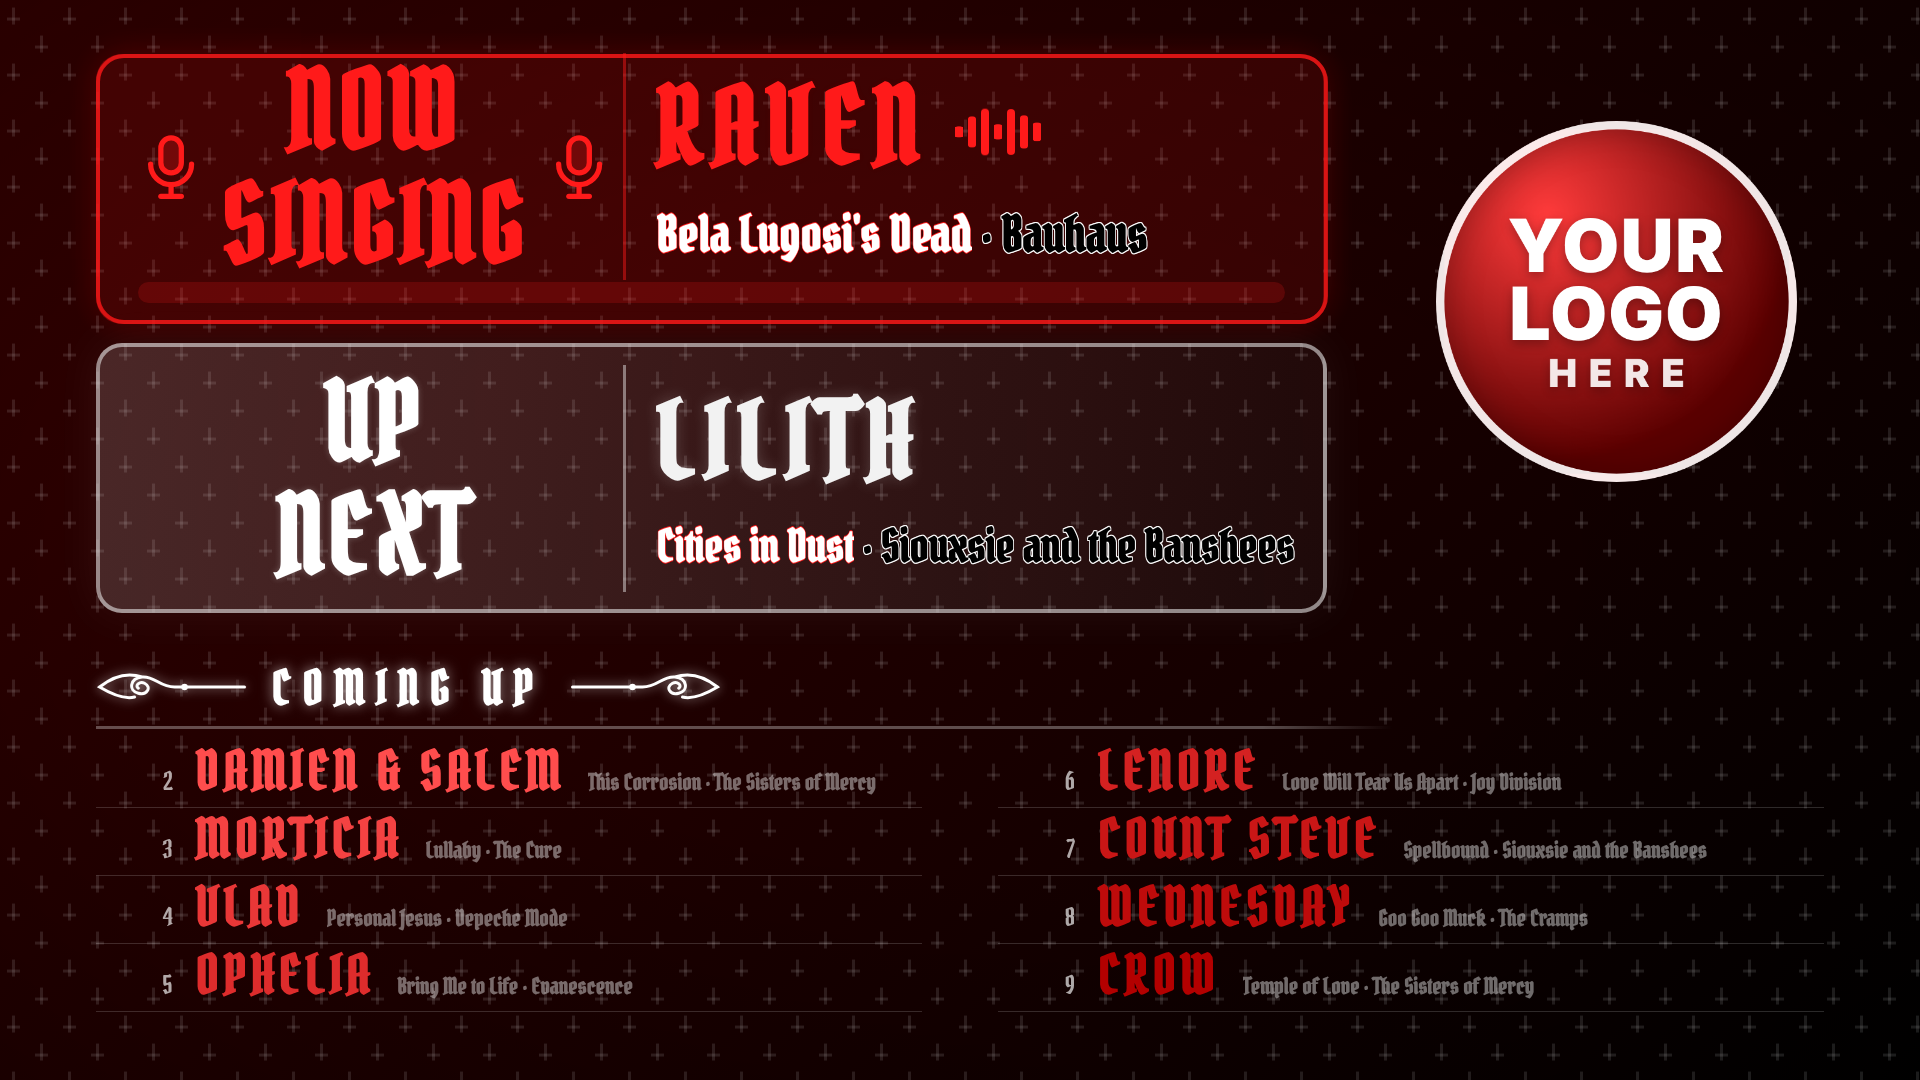 NOW
SINGING
RAVEN
Bela Lugosi's Dead · Bauhaus
YOUR
LOGO
HERE
UP
NEXT
LILITH
Cities in Dust · Siouxsie and the Banshees
COMING UP
2 DAMIEN & SALEM This Corrosion · The Sisters of Mercy
3 MORTICIA Lullaby · The Cure
4 VLAD Personal Jesus · Depeche Mode
5 OPHELIA Bring Me to Life · Evanescence
6 LENORE Love Will Tear Us Apart · Joy Division
7 COUNT STEVE Spellbound · Siouxsie and the Banshees
8 WEDNESDAY Goo Goo Muck · The Cramps
9 CROW Temple of Love · The Sisters of Mercy